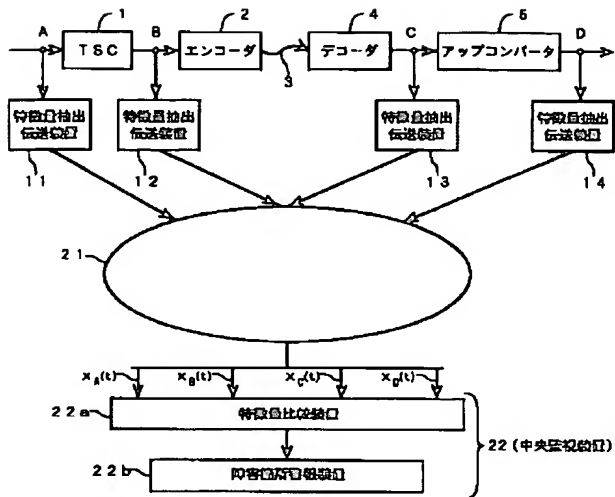 1 2 4 5
A TSC B エンコーダ デコーダ C アップコンバータ D
3
特徴量抽出 特徴量抽出 特徴量抽出 特徴量抽出
伝送装置 伝送装置 伝送装置 伝送装置
11 12 13 14
21
xA(t) xB(t) xC(t) xD(t)
22a 特徴量比較装置
22(中央監視装置)
22b